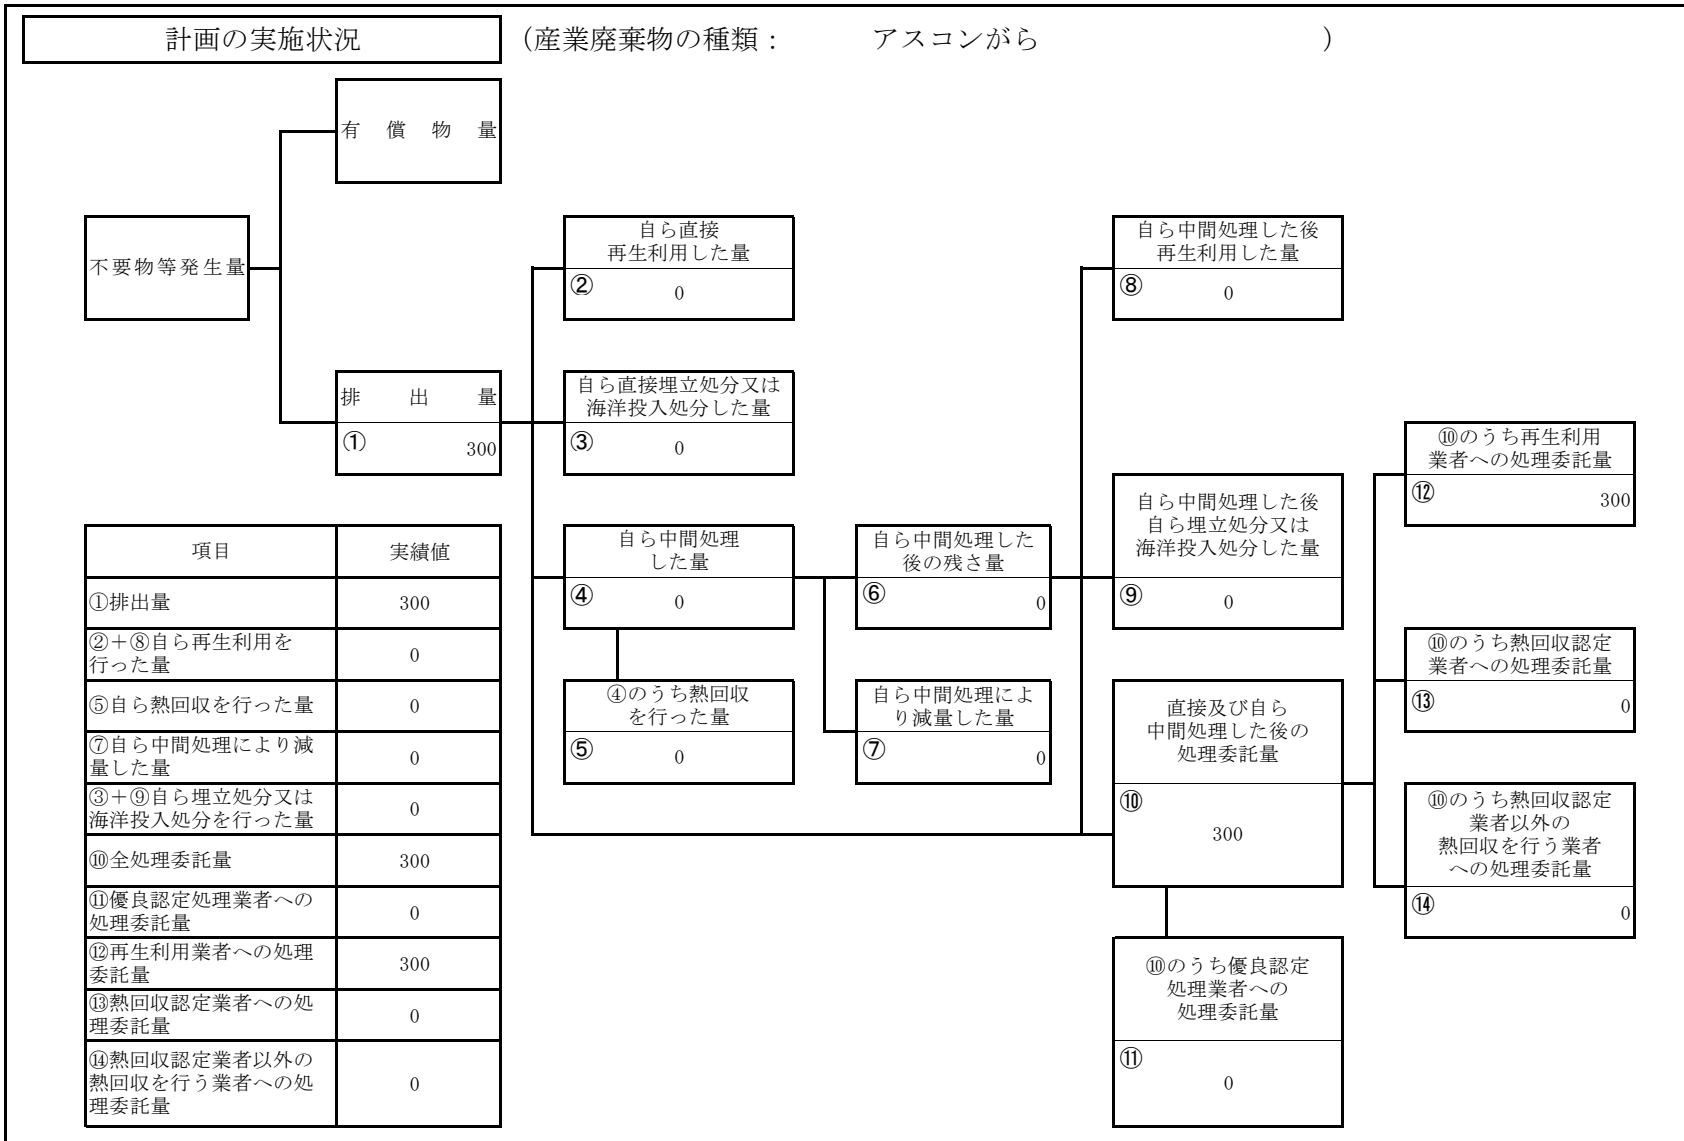 計画の実施状況
(産業廃棄物の種類： アスコンがら )
有償物量
不要物等発生量
排出量
①
300
自ら直接
再生利用した量
②
0
自ら直接埋立処分又は
海洋投入処分した量
③
0
自ら中間処理
した量
④
0
④のうち熱回収
を行った量
⑤
0
自ら中間処理した
後の残さ量
⑥
0
自ら中間処理によ
り減量した量
⑦
0
自ら中間処理した後
再生利用した量
⑧
0
自ら中間処理した後
自ら埋立処分又は
海洋投入処分した量
⑨
0
直接及び自ら
中間処理した後の
処理委託量
⑩
300
⑩のうち優良認定
処理業者への
処理委託量
⑪
0
⑩のうち再生利用
業者への処理委託量
⑫
300
⑩のうち熱回収認定
業者への処理委託量
⑬
0
⑩のうち熱回収認定
業者以外の
熱回収を行う業者
への処理委託量
⑭
0
項目 実績値
①排出量 300
②＋⑧自ら再生利用を
行った量
0
⑤自ら熱回収を行った量 0
⑦自ら中間処理により減
量した量
0
③＋⑨自ら埋立処分又は
海洋投入処分を行った量
0
⑩全処理委託量 300
⑪優良認定処理業者への
処理委託量
0
⑫再生利用業者への処理
委託量
300
⑬熱回収認定業者への処
理委託量
0
⑭熱回収認定業者以外の
熱回収を行う業者への処
理委託量
0